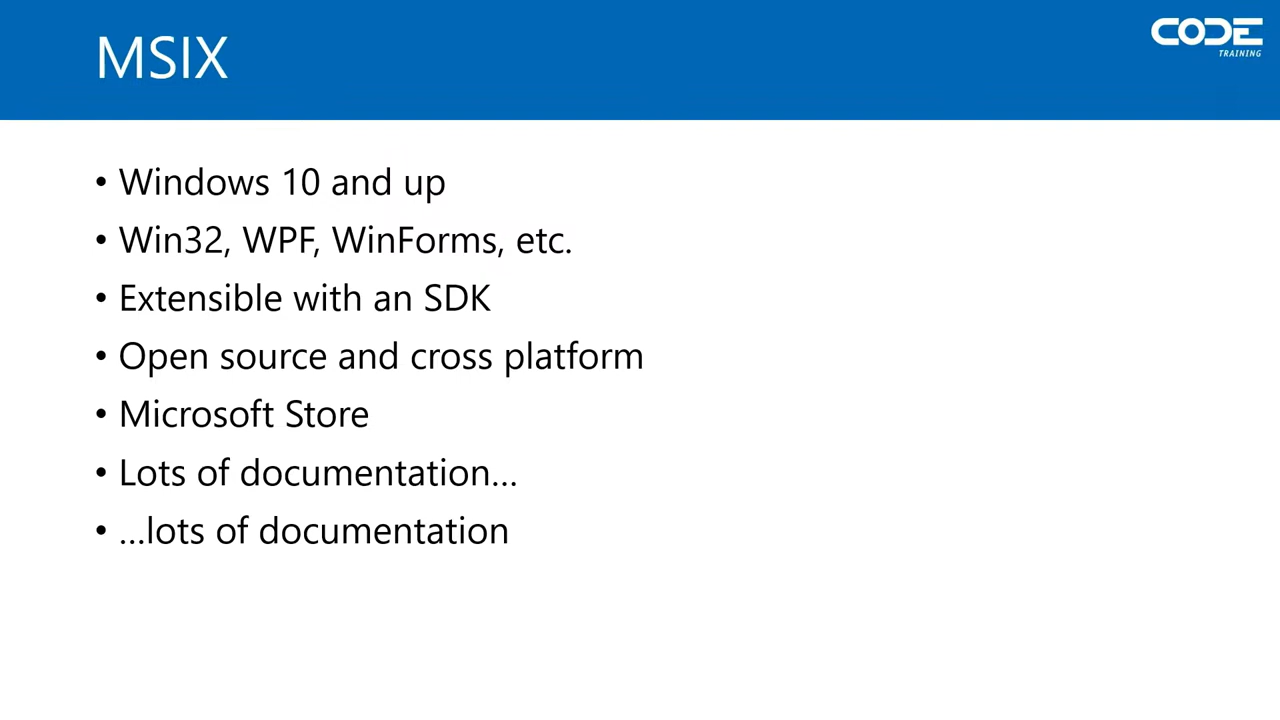 MSIX
CODE
TRAINING
• Windows 10 and up
• Win32, WPF, WinForms, etc.
• Extensible with an SDK
• Open source and cross platform
• Microsoft Store
• Lots of documentation...
• ...lots of documentation